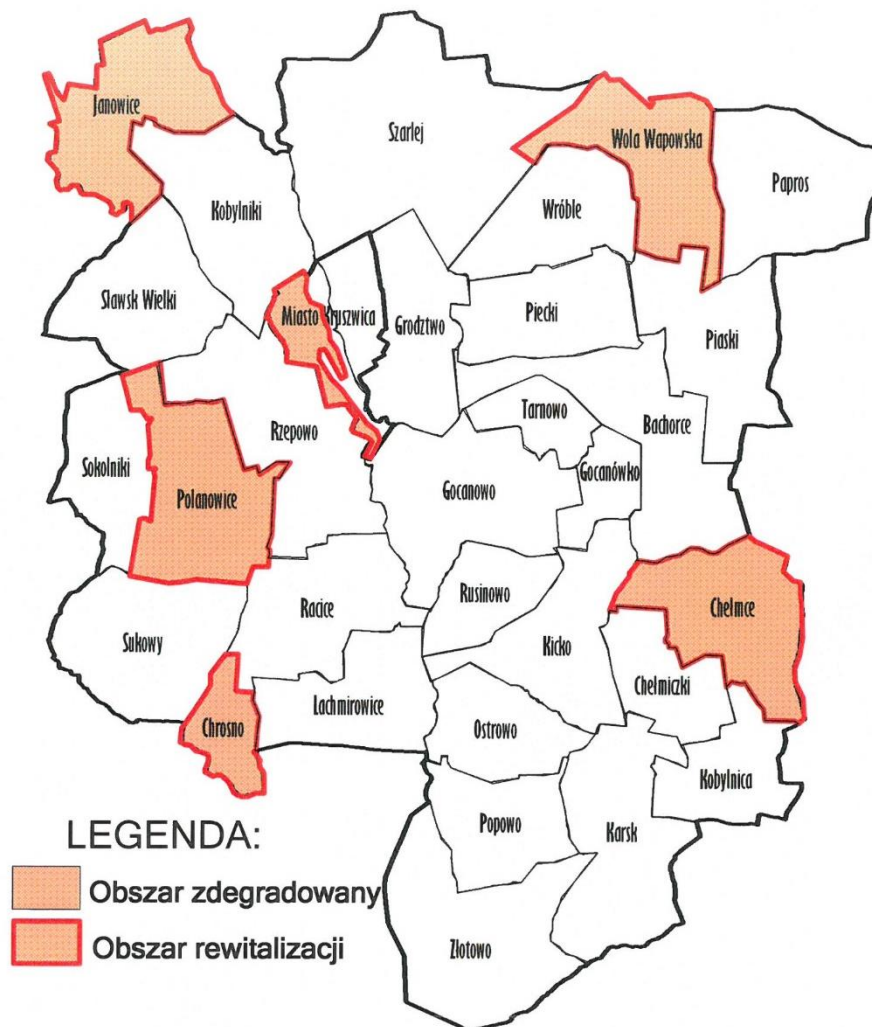 Janowice
Szarlej
Wola Wapowska
Papros
Kobylniki
Wróble
Sławsk Wielki
Miasto Kruszwica
Grodztwo
Piecki
Piaski
Tarnowo
Bachorce
Rzepowo
Sokolniki
Polanowice
Gocanowo
Gocanówko
Rusinowo
Chełmce
Racice
Sukowy
Kicko
Chełmiczki
Lachmirowice
Chrosno
Ostrowo
Kobylnica
Popowo
Karsk
Złotowo
LEGENDA:
Obszar zdegradowany
Obszar rewitalizacji